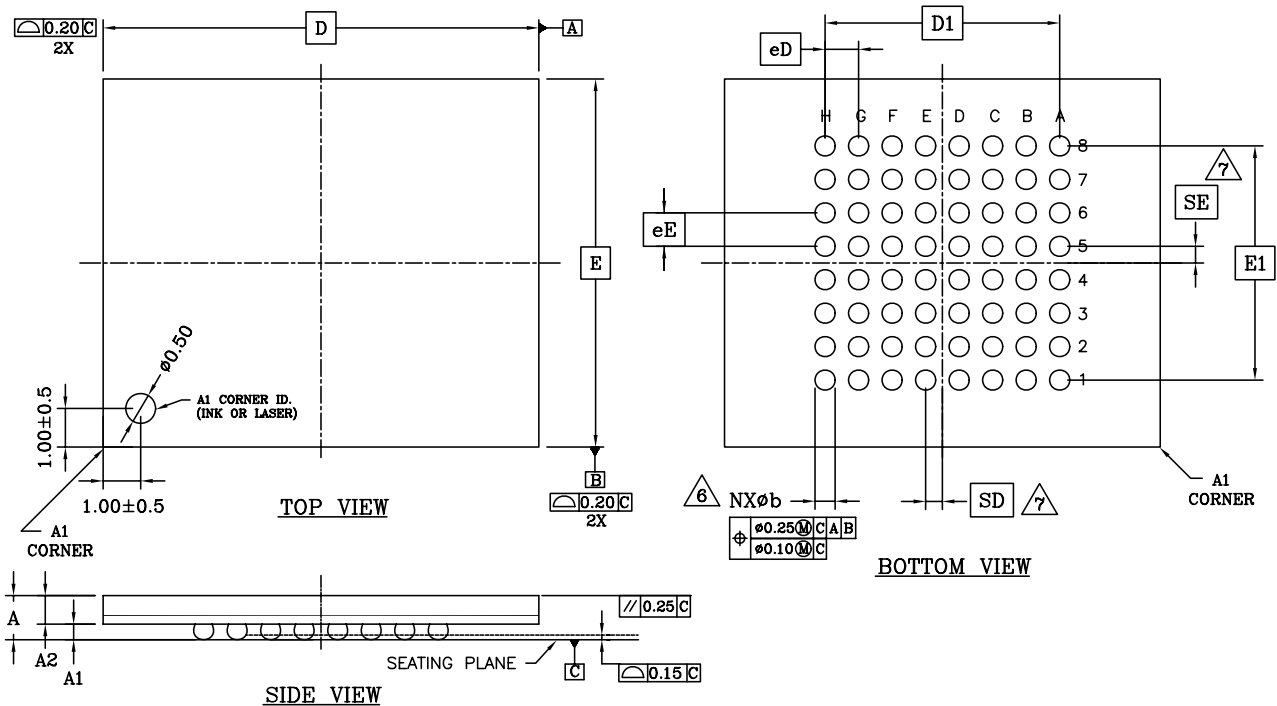 ⌓ 0.20 C
2X
D
A
E
ø0.50
A1 CORNER ID.
(INK OR LASER)
1.00±0.5
1.00±0.5
A1
CORNER
TOP VIEW
B
⌓ 0.20 C
2X
D1
eD
H G F E D C B A
8
7
6
5
4
3
2
1
7
SE
eE
E1
6 NXøb
⌖ ø0.25 Ⓜ C A B
ø0.10 Ⓜ C
SD 7
A1
CORNER
BOTTOM VIEW
A
A2
A1
// 0.25 C
SEATING PLANE
C
⌓ 0.15 C
SIDE VIEW